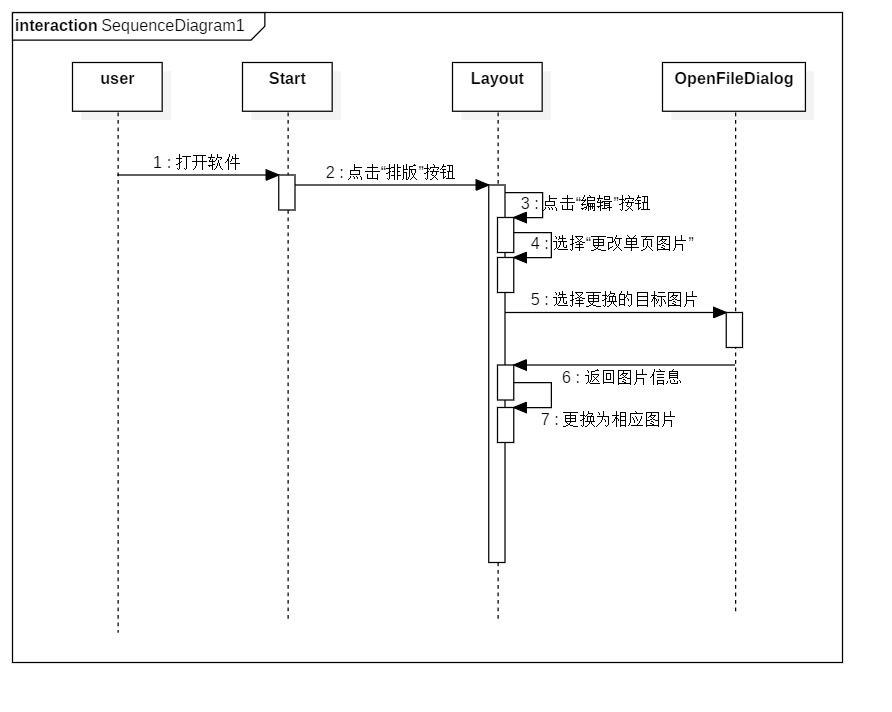 interaction SequenceDiagram1
user
Start
Layout
OpenFileDialog
1 : 打开软件
2 : 点击“排版”按钮
3 : 点击“编辑”按钮
4 : 选择“更改单页图片”
5 : 选择更换的目标图片
6 : 返回图片信息
7 : 更换为相应图片